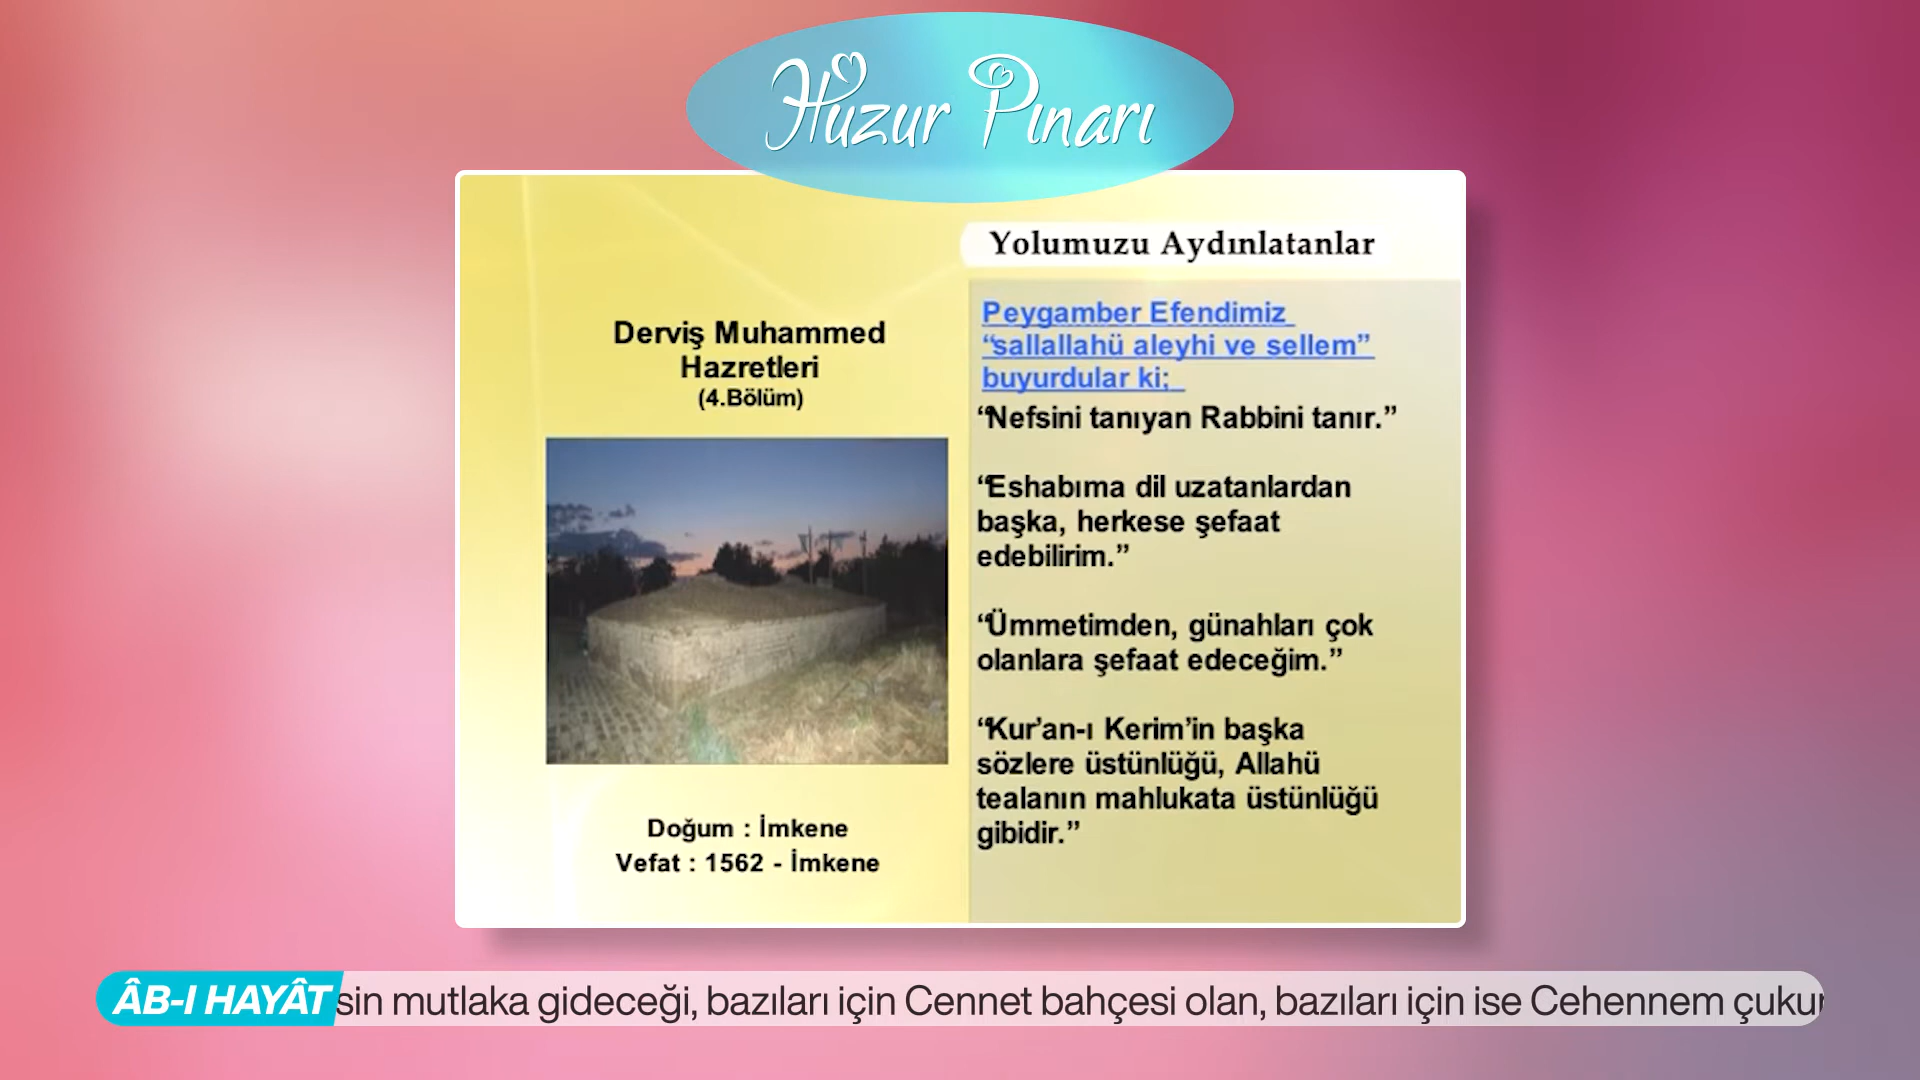 Huzur Pınarı
Yolumuzu Aydınlatanlar
Derviş Muhammed
Hazretleri
(4.Bölüm)
Doğum : İmkene
Vefat : 1562 - İmkene
Peygamber Efendimiz
“sallallahü aleyhi ve sellem”
buyurdular ki;
“Nefsini tanıyan Rabbini tanır.”
“Eshabıma dil uzatanlardan
başka, herkese şefaat
edebilirim.”
“Ümmetimden, günahları çok
olanlara şefaat edeceğim.”
“Kur’an-ı Kerim’in başka
sözlere üstünlüğü, Allahü
tealanın mahlukata üstünlüğü
gibidir.”
ÂB-I HAYÂT
sin mutlaka gideceği, bazıları için Cennet bahçesi olan, bazıları için ise Cehennem çukur